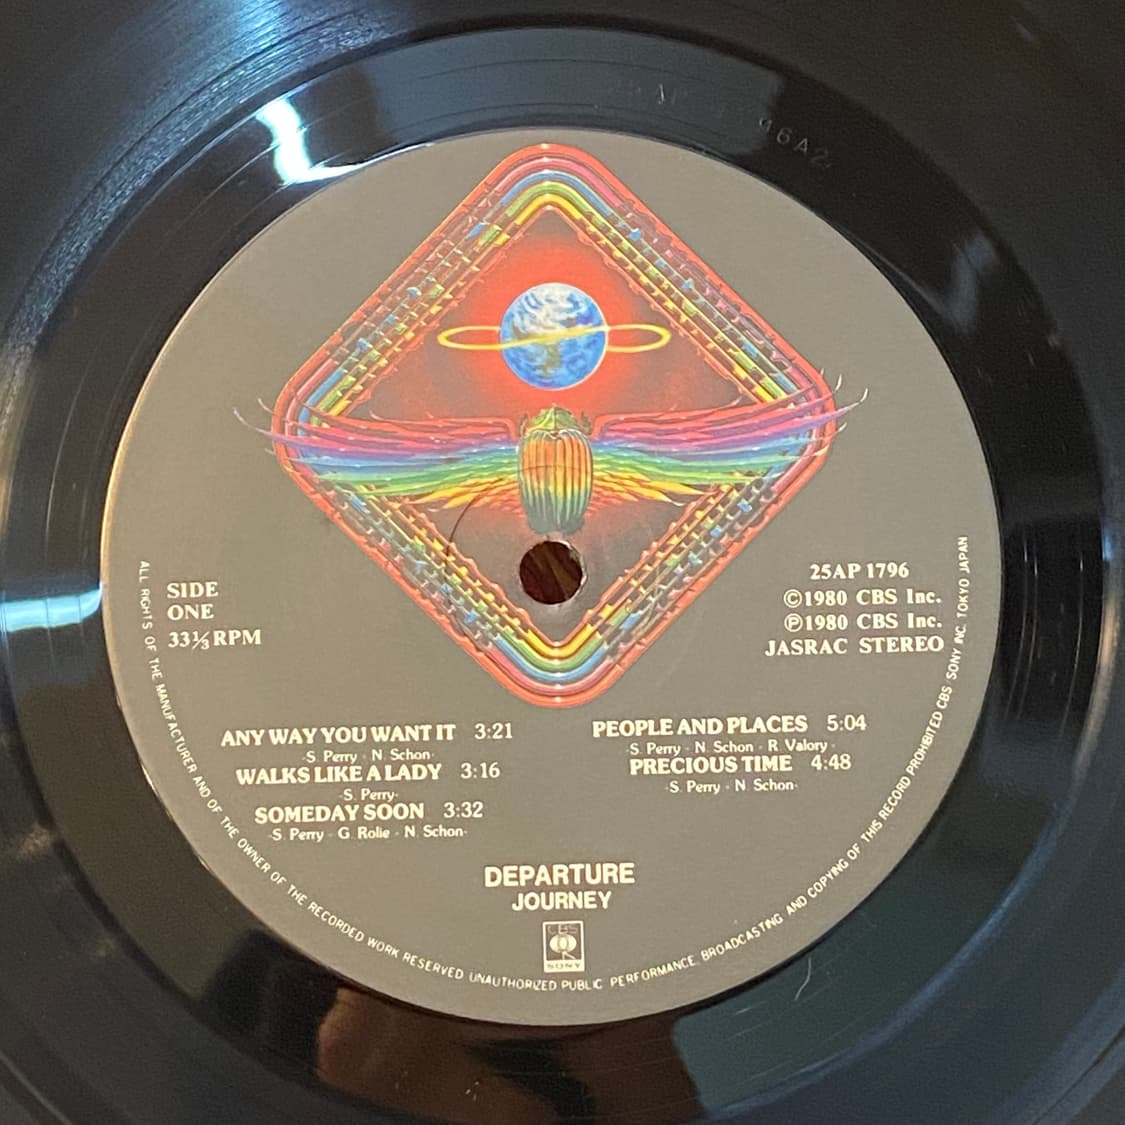 SIDE
ONE
33⅓ RPM
25AP 1796
©1980 CBS Inc.
℗1980 CBS Inc.
JASRAC STEREO
ANY WAY YOU WANT IT 3:21
·S. Perry · N. Schon·
WALKS LIKE A LADY 3:16
·S. Perry·
SOMEDAY SOON 3:32
·S. Perry · G. Rolie · N. Schon·
PEOPLE AND PLACES 5:04
·S. Perry · N. Schon · R. Valory·
PRECIOUS TIME 4:48
·S. Perry · N. Schon·
DEPARTURE
JOURNEY
CBS
SONY
ALL RIGHTS OF THE MANUFACTURER AND OF THE OWNER OF THE RECORDED WORK RESERVED UNAUTHORIZED PUBLIC PERFORMANCE. BROADCASTING AND COPYING OF THIS RECORD PROHIBITED CBS SONY INC. TOKYO JAPAN
46A2